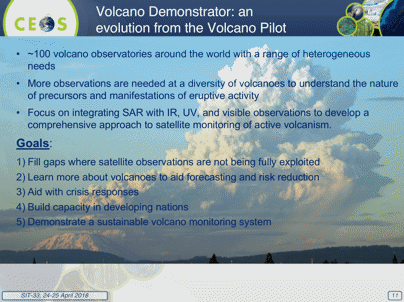 CEOS
Volcano Demonstrator: an
evolution from the Volcano Pilot
• ~100 volcano observatories around the world with a range of heterogeneous
needs
• More observations are needed at a diversity of volcanoes to understand the nature
of precursors and manifestations of eruptive activity
• Focus on integrating SAR with IR, UV, and visible observations to develop a
comprehensive approach to satellite monitoring of active volcanism.
Goals:
1) Fill gaps where satellite observations are not being fully exploited
2) Learn more about volcanoes to aid forecasting and risk reduction
3) Aid with crisis responses
4) Build capacity in developing nations
5) Demonstrate a sustainable volcano monitoring system
SIT-33, 24-25 April 2018
11